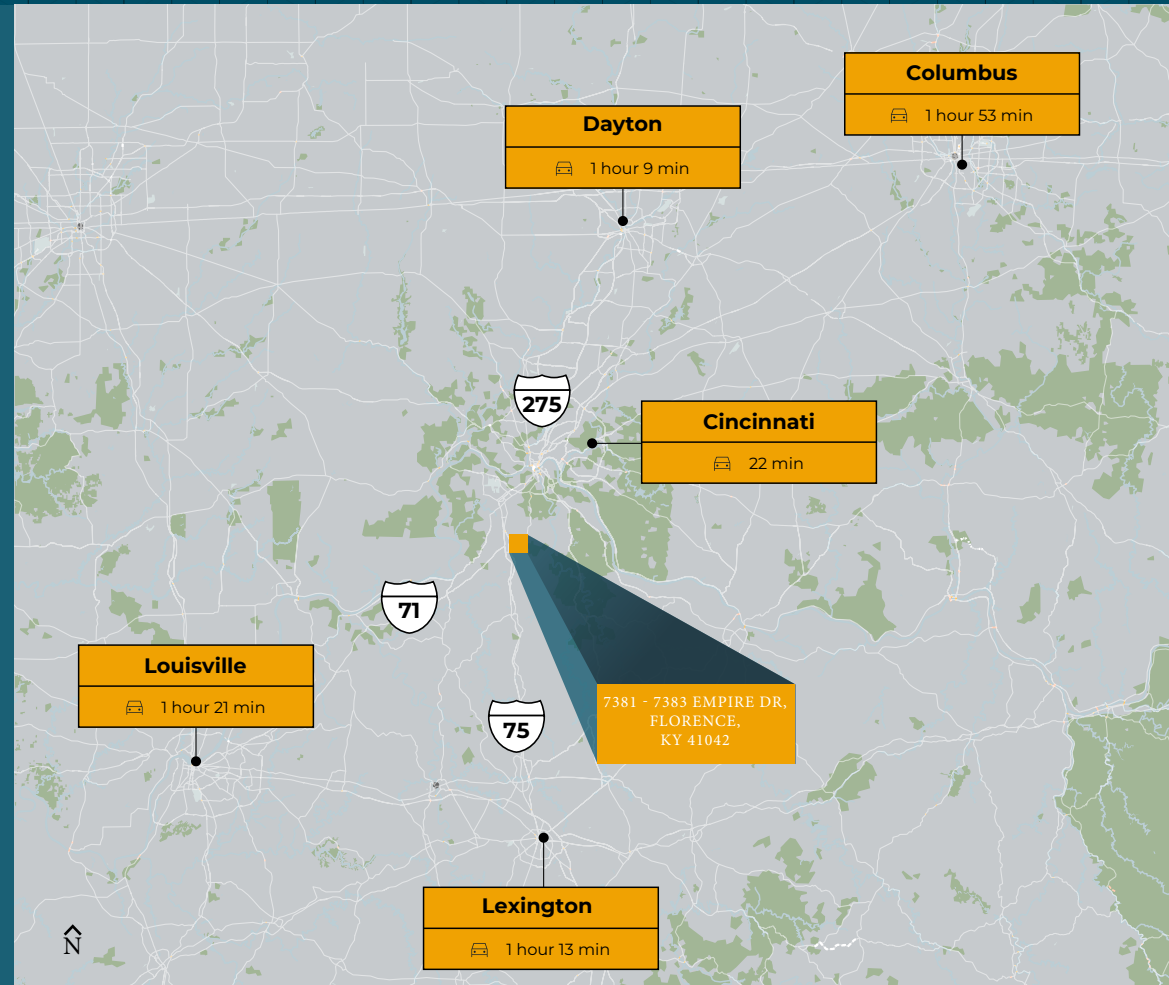 Columbus
1 hour 53 min
Dayton
1 hour 9 min
275
Cincinnati
22 min
71
Louisville
1 hour 21 min
75
7381 - 7383 EMPIRE DR,
FLORENCE,
KY 41042
Lexington
1 hour 13 min
N